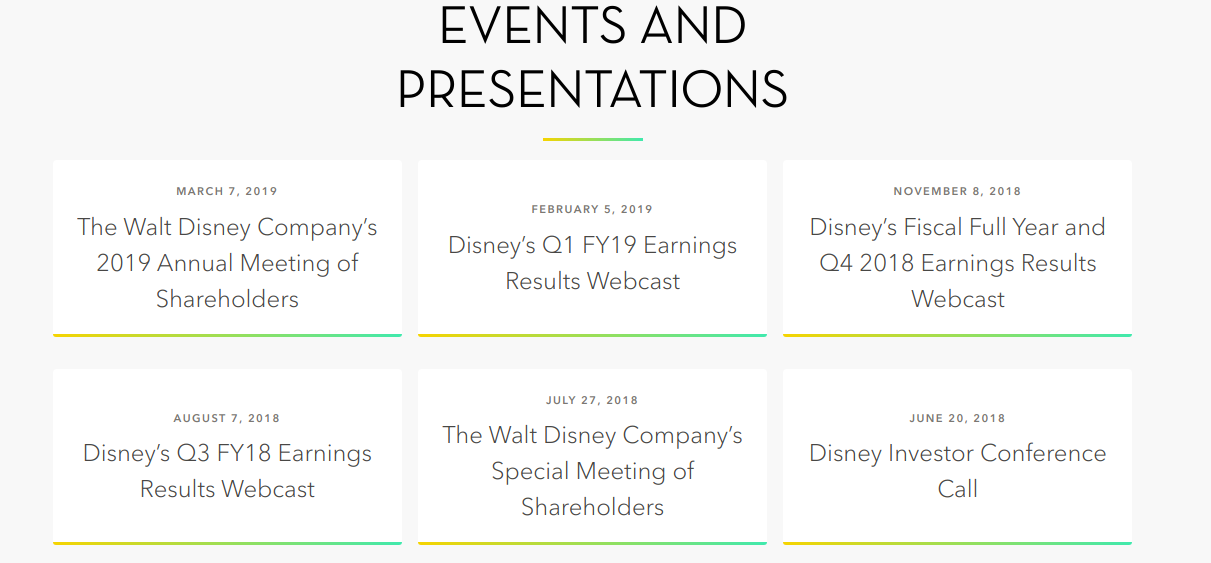 EVENTS AND
PRESENTATIONS
MARCH 7, 2019
The Walt Disney Company’s
2019 Annual Meeting of
Shareholders
FEBRUARY 5, 2019
Disney’s Q1 FY19 Earnings
Results Webcast
NOVEMBER 8, 2018
Disney’s Fiscal Full Year and
Q4 2018 Earnings Results
Webcast
AUGUST 7, 2018
Disney’s Q3 FY18 Earnings
Results Webcast
JULY 27, 2018
The Walt Disney Company’s
Special Meeting of
Shareholders
JUNE 20, 2018
Disney Investor Conference
Call